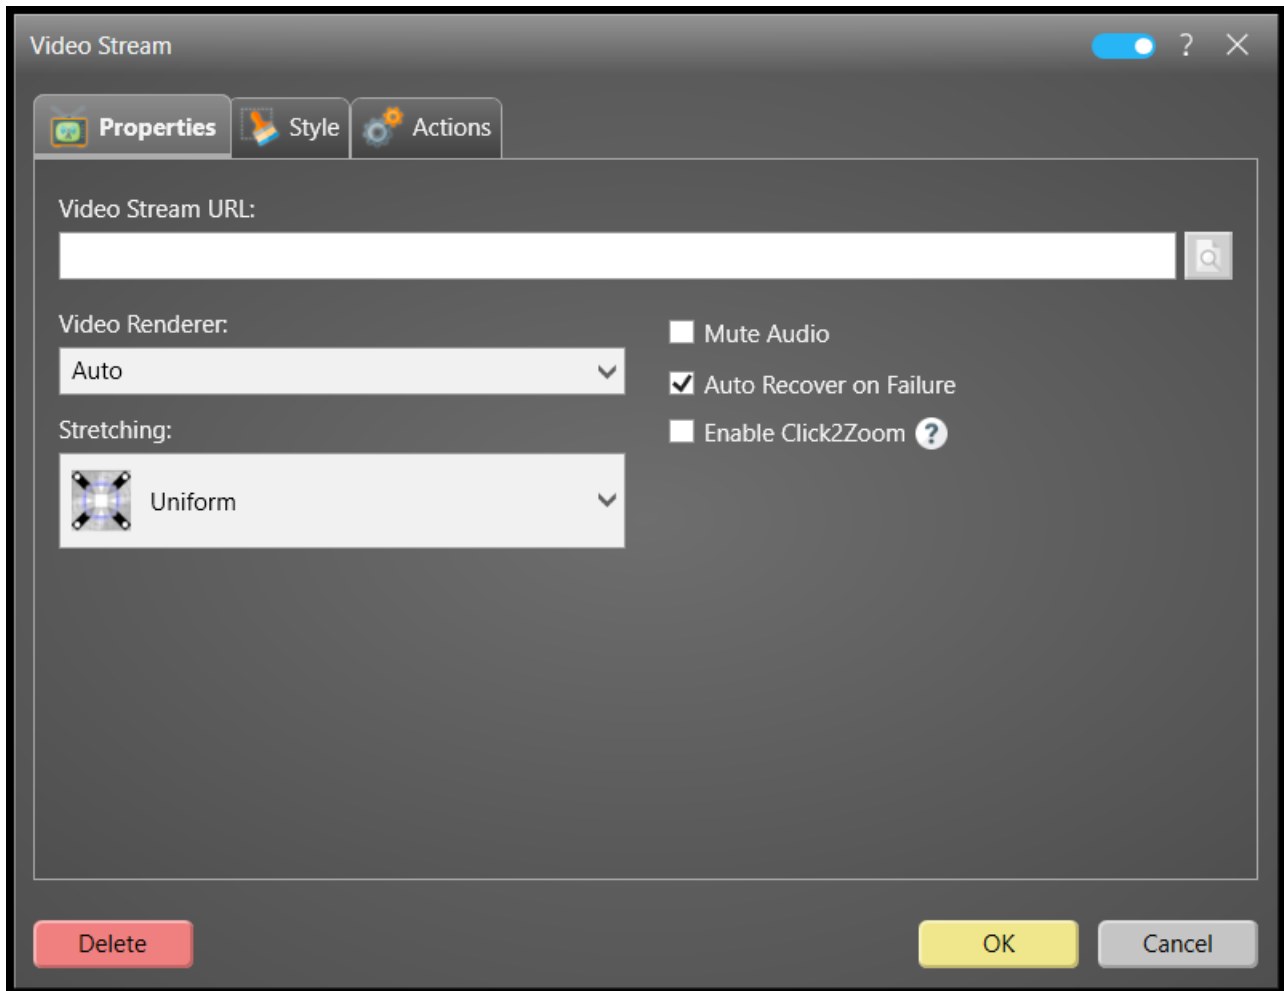 Video Stream ?
Properties Style Actions
Video Stream URL:
Video Renderer:
Auto
Mute Audio
Auto Recover on Failure
Stretching:
Enable Click2Zoom ?
Uniform
Delete OK Cancel